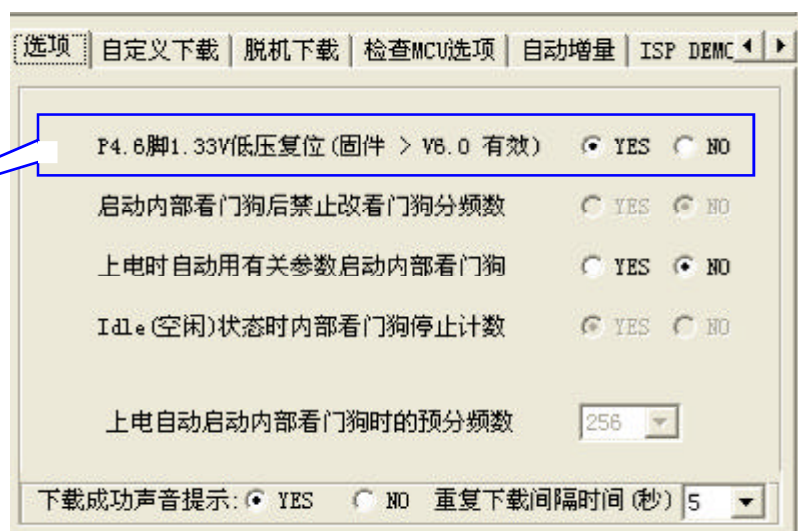 选项 自定义下载 脱机下载 检查MCU选项 自动增量 ISP DEMO
P4.6脚1.33V低压复位(固件 > V6.0 有效) YES NO
启动内部看门狗后禁止改看门狗分频数 YES NO
上电时自动用有关参数启动内部看门狗 YES NO
Idle(空闲)状态时内部看门狗停止计数 YES NO
上电自动启动内部看门狗时的预分频数 256
下载成功声音提示: YES NO 重复下载间隔时间(秒) 5